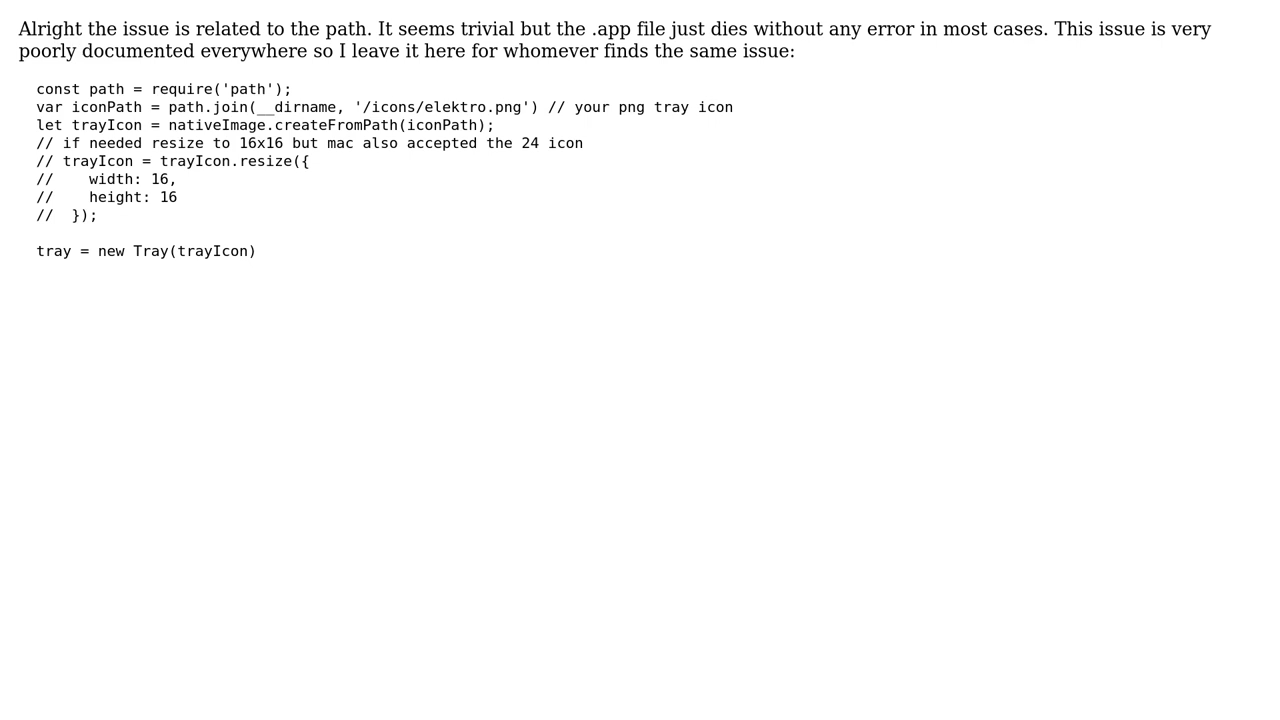 Alright the issue is related to the path. It seems trivial but the .app file just dies without any error in most cases. This issue is very
poorly documented everywhere so I leave it here for whomever finds the same issue:
const path = require('path');
var iconPath = path.join(__dirname, '/icons/elektro.png') // your png tray icon
let trayIcon = nativeImage.createFromPath(iconPath);
// if needed resize to 16x16 but mac also accepted the 24 icon
// trayIcon = trayIcon.resize({
//    width: 16,
//    height: 16
//  });
tray = new Tray(trayIcon)